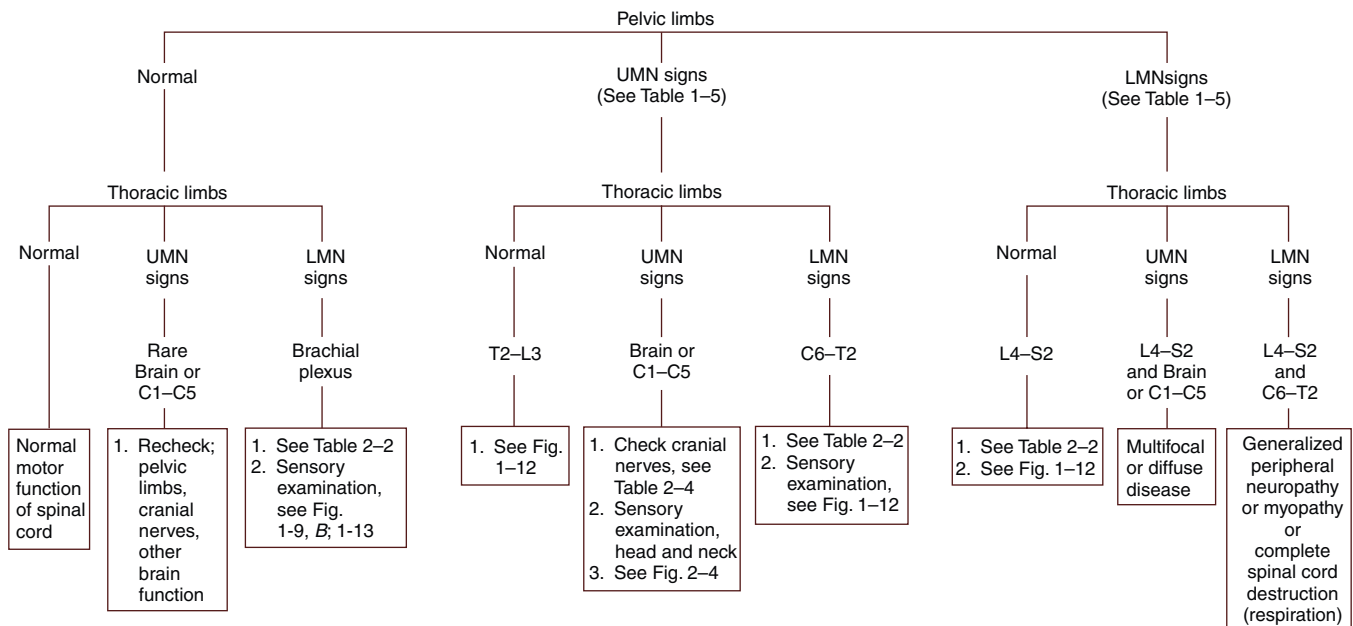 Pelvic limbs
Normal
UMN signs
(See Table 1–5)
LMNsigns
(See Table 1–5)
Thoracic limbs
Normal
UMN
signs
LMN
signs
Rare
Brain or
C1–C5
Brachial
plexus
Normal
motor
function
of spinal
cord
1. Recheck;
pelvic
limbs,
cranial
nerves,
other
brain
function
1. See Table 2–2
2. Sensory
examination,
see Fig.
1-9, B; 1-13
Thoracic limbs
Normal
UMN
signs
LMN
signs
T2–L3
Brain or
C1–C5
C6–T2
1. See Fig.
1–12
1. Check cranial
nerves, see
Table 2–4
2. Sensory
examination,
head and neck
3. See Fig. 2–4
1. See Table 2–2
2. Sensory
examination,
see Fig. 1–12
Thoracic limbs
Normal
UMN
signs
LMN
signs
L4–S2
L4–S2
and Brain
or C1–C5
L4–S2
and
C6–T2
1. See Table 2–2
2. See Fig. 1–12
Multifocal
or diffuse
disease
Generalized
peripheral
neuropathy
or myopathy
or
complete
spinal cord
destruction
(respiration)